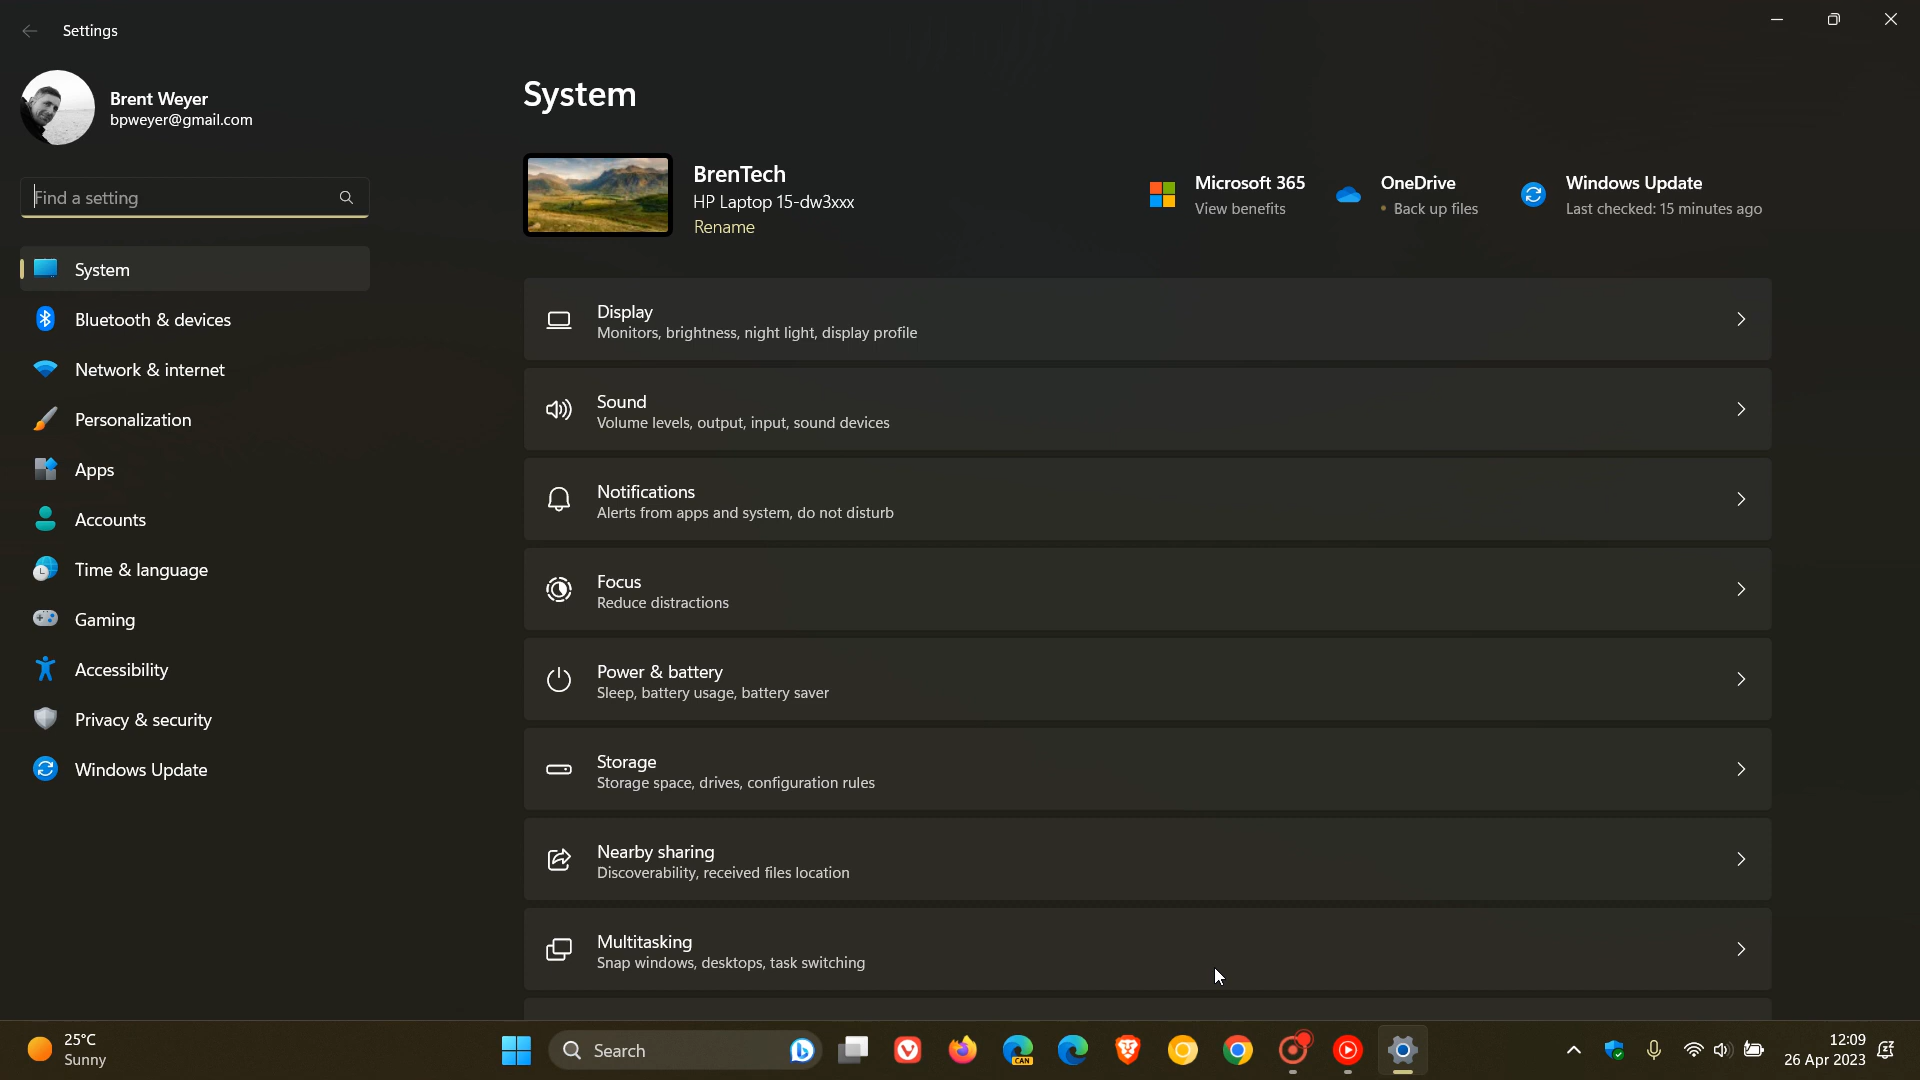 Settings
Brent Weyer
bpweyer@gmail.com
Find a setting
System
Bluetooth & devices
Network & internet
Personalization
Apps
Accounts
Time & language
Gaming
Accessibility
Privacy & security
Windows Update
System
BrenTech
HP Laptop 15-dw3xxx
Rename
Microsoft 365
View benefits
OneDrive
• Back up files
Windows Update
Last checked: 15 minutes ago
Display
Monitors, brightness, night light, display profile
Sound
Volume levels, output, input, sound devices
Notifications
Alerts from apps and system, do not disturb
Focus
Reduce distractions
Power & battery
Sleep, battery usage, battery saver
Storage
Storage space, drives, configuration rules
Nearby sharing
Discoverability, received files location
Multitasking
Snap windows, desktops, task switching
25°C
Sunny
Search
CAN
12:09
26 Apr 2023